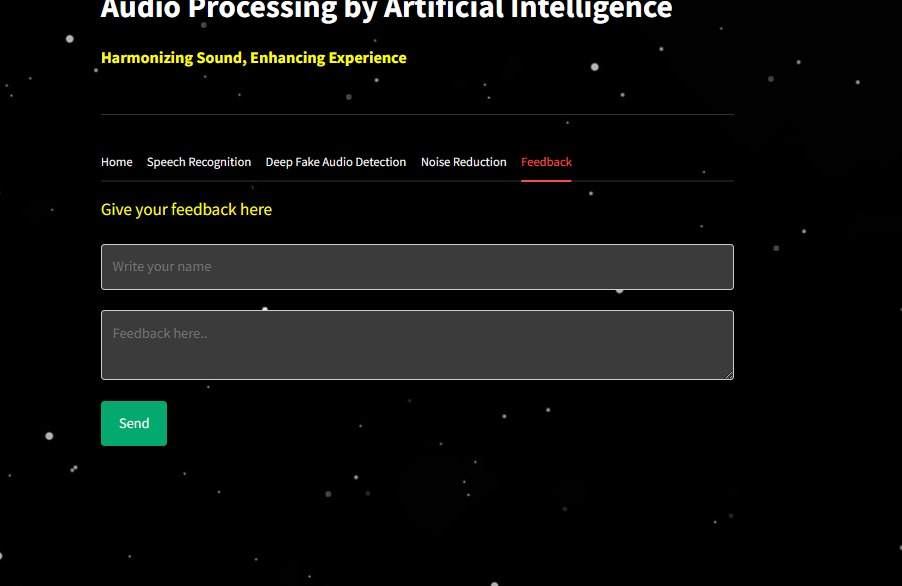 Audio Processing by Artificial Intelligence
Harmonizing Sound, Enhancing Experience
Home Speech Recognition Deep Fake Audio Detection Noise Reduction Feedback
Give your feedback here
Write your name
Feedback here..
Send